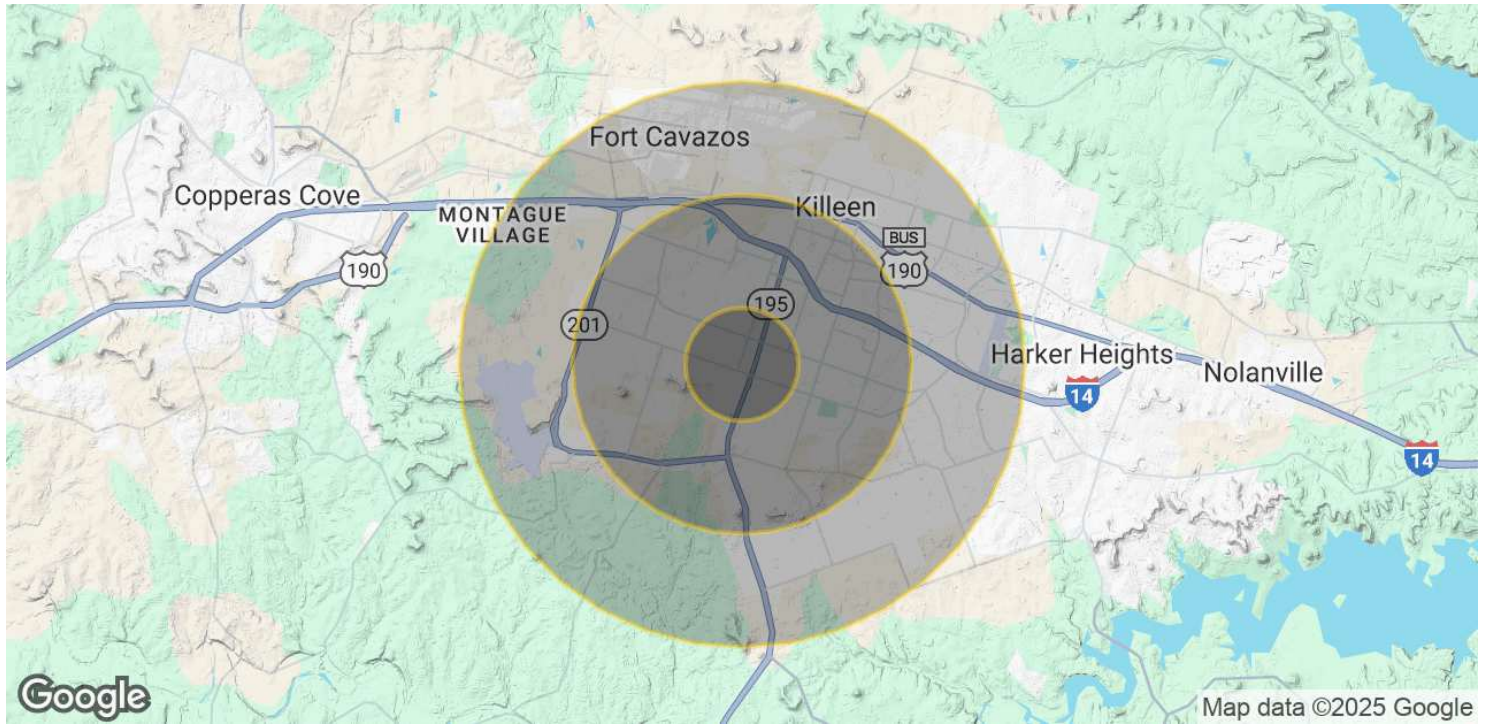 Fort Cavazos
Copperas Cove
Killeen
MONTAGUE
VILLAGE
BUS
190
190
195
201
Harker Heights
Nolanville
14
14
Google
Map data ©2025 Google